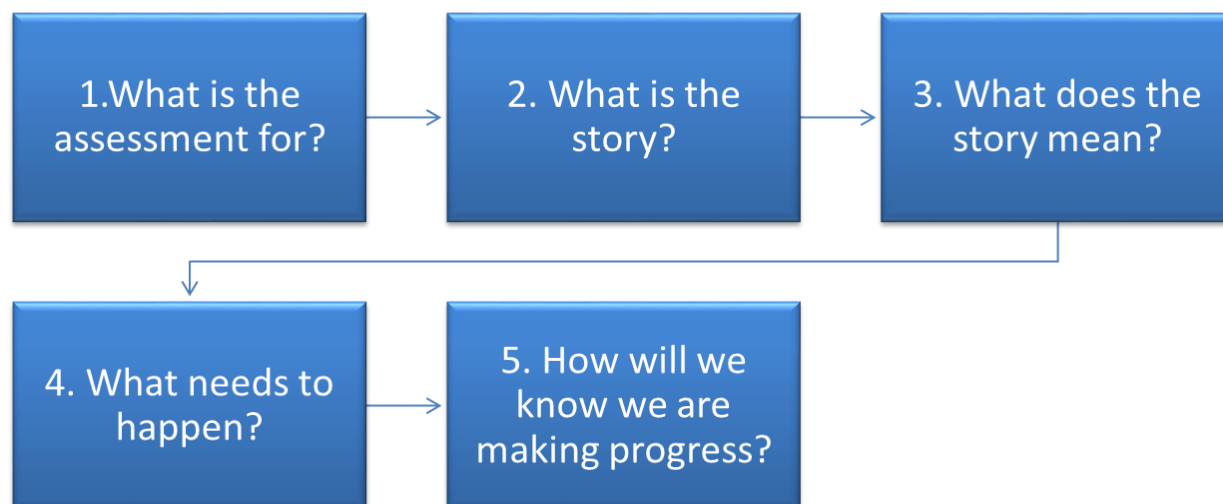 1.What is the
assessment for?
2. What is the
story?
3. What does the
story mean?
4. What needs to
happen?
5. How will we
know we are
making progress?